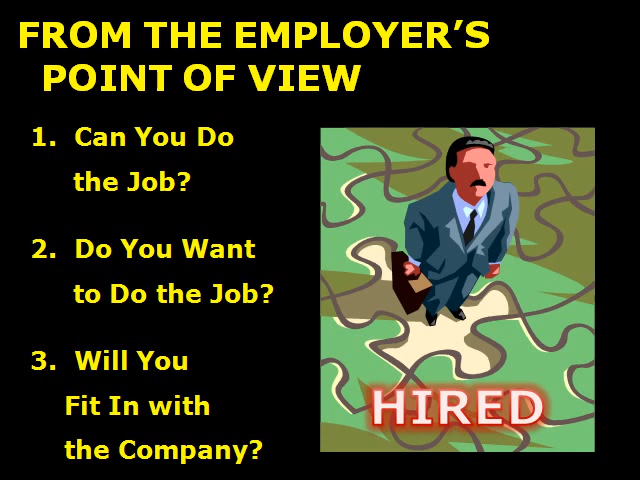 FROM THE EMPLOYER’S
POINT OF VIEW
1. Can You Do
the Job?
2. Do You Want
to Do the Job?
3. Will You
Fit In with
the Company?
HIRED